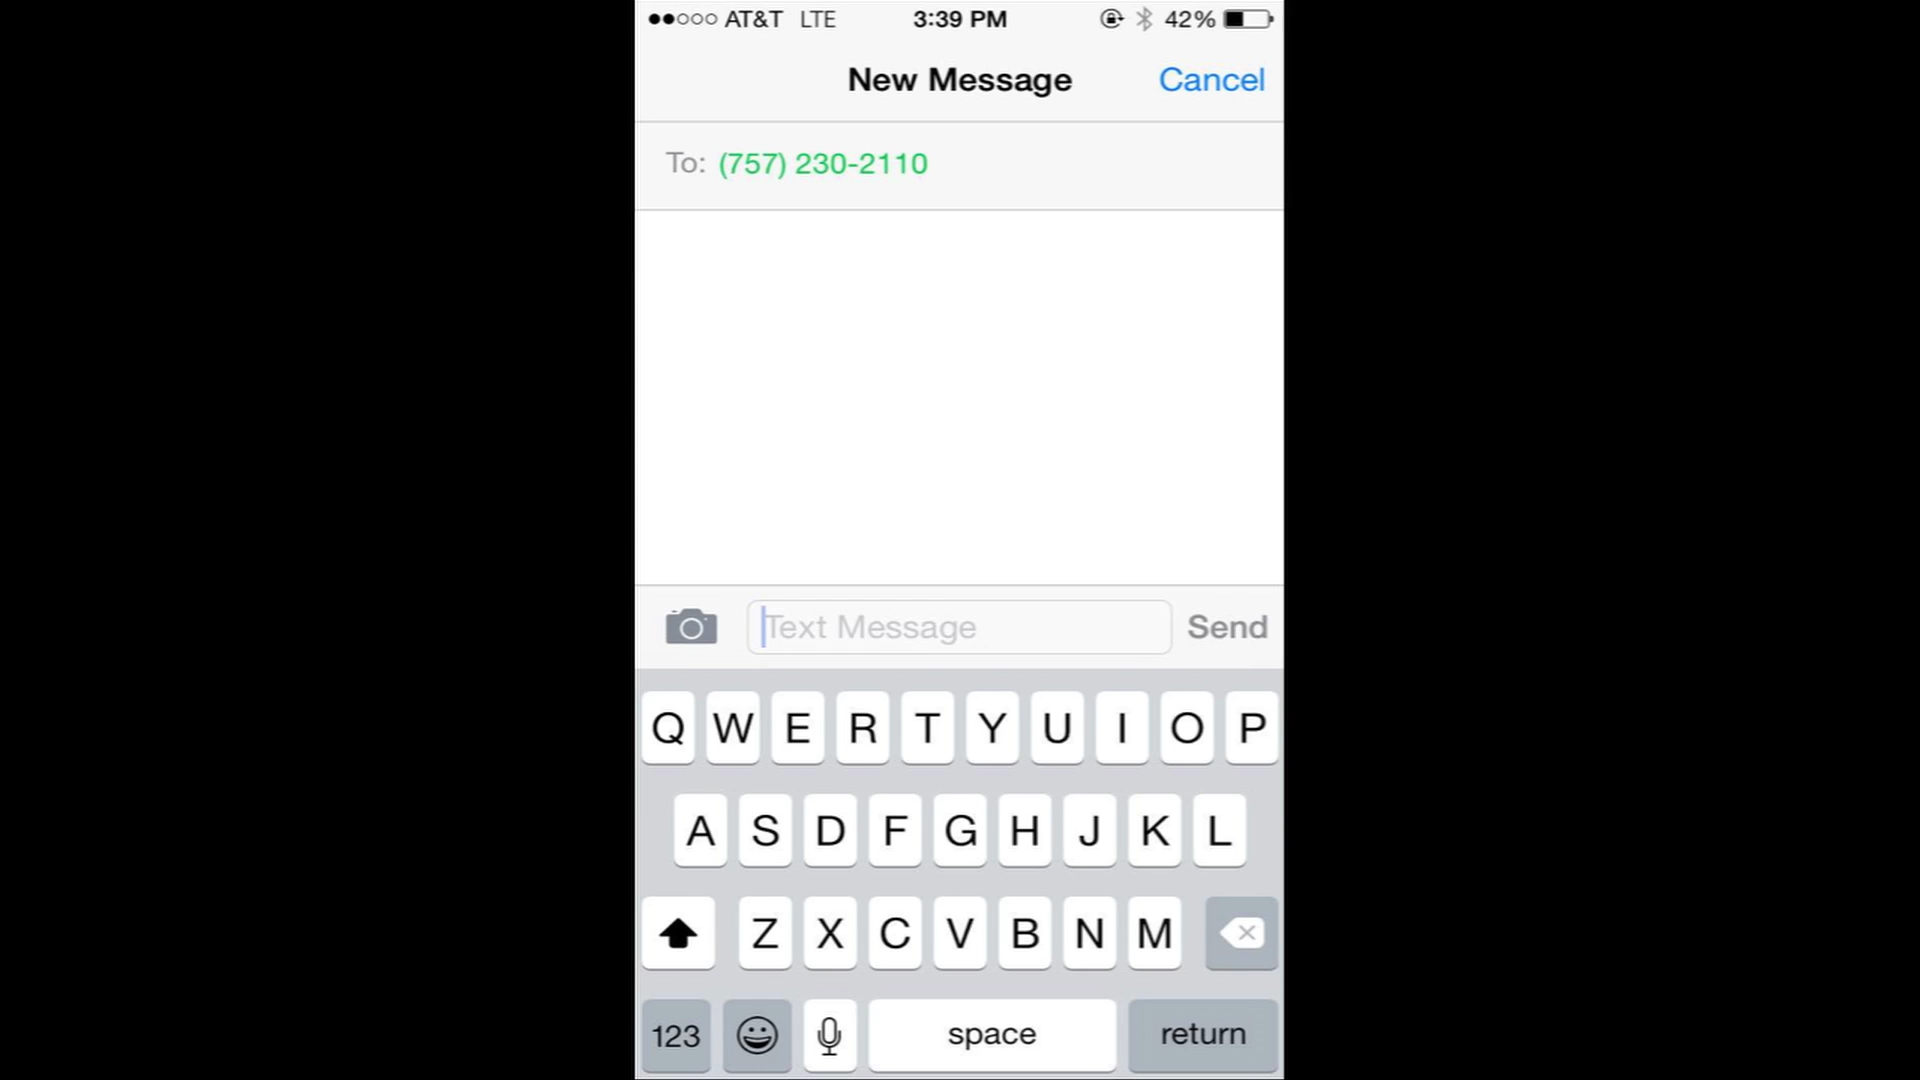 AT&T LTE 3:39 PM 42%
New Message Cancel
To: (757) 230-2110
Text Message Send
Q W E R T Y U I O P
A S D F G H J K L
Z X C V B N M
123 space return